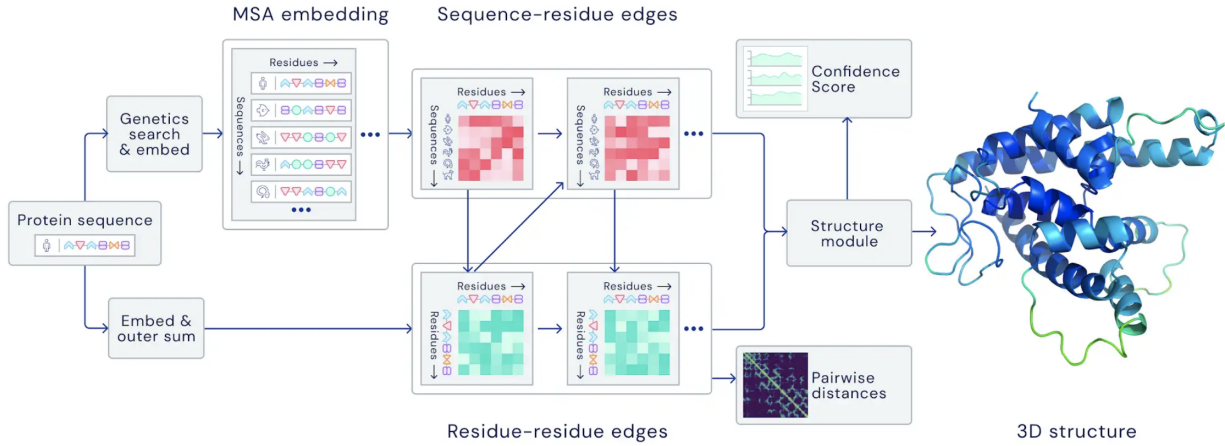 MSA embedding
Sequence-residue edges
Residues
Sequences
Genetics
search
& embed
Protein sequence
Embed &
outer sum
Residues
Sequences
Residues
Sequences
Residues
Residues
Residues
Residues
Confidence
Score
Structure
module
Pairwise
distances
Residue-residue edges
3D structure